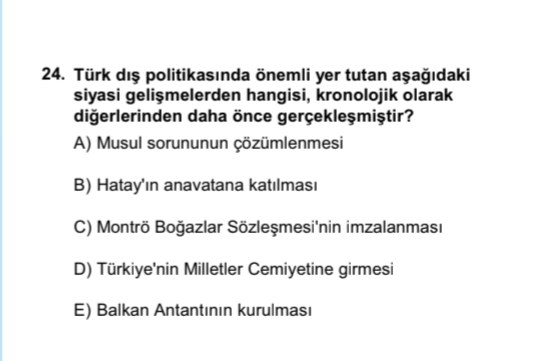 24. Türk dış politikasında önemli yer tutan aşağıdaki
siyasi gelişmelerden hangisi, kronolojik olarak
diğerlerinden daha önce gerçekleşmiştir?
A) Musul sorununun çözümlenmesi
B) Hatay'ın anavatana katılması
C) Montrö Boğazlar Sözleşmesi'nin imzalanması
D) Türkiye'nin Milletler Cemiyetine girmesi
E) Balkan Antantının kurulması